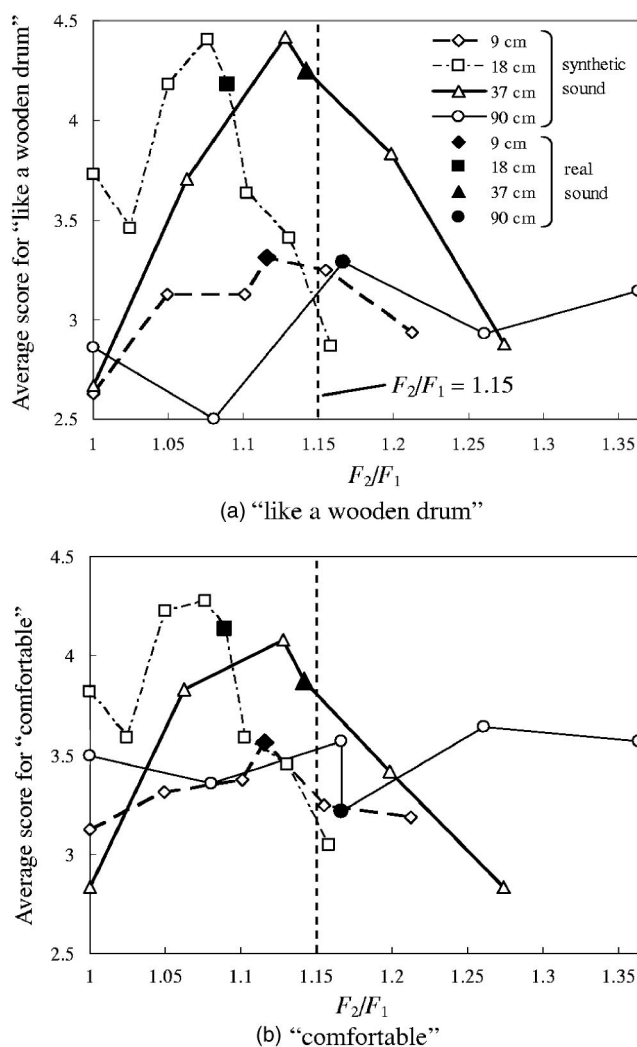 4.5
4
3.5
3
2.5
Average score for “like a wooden drum”
9 cm
18 cm
37 cm
90 cm
synthetic
sound
9 cm
18 cm
37 cm
90 cm
real
sound
F₂/F₁ = 1.15
1 1.05 1.1 1.15 1.2 1.25 1.3 1.35
F₂/F₁
(a) “like a wooden drum”
4.5
4
3.5
3
2.5
Average score for “comfortable”
1 1.05 1.1 1.15 1.2 1.25 1.3 1.35
F₂/F₁
(b) “comfortable”